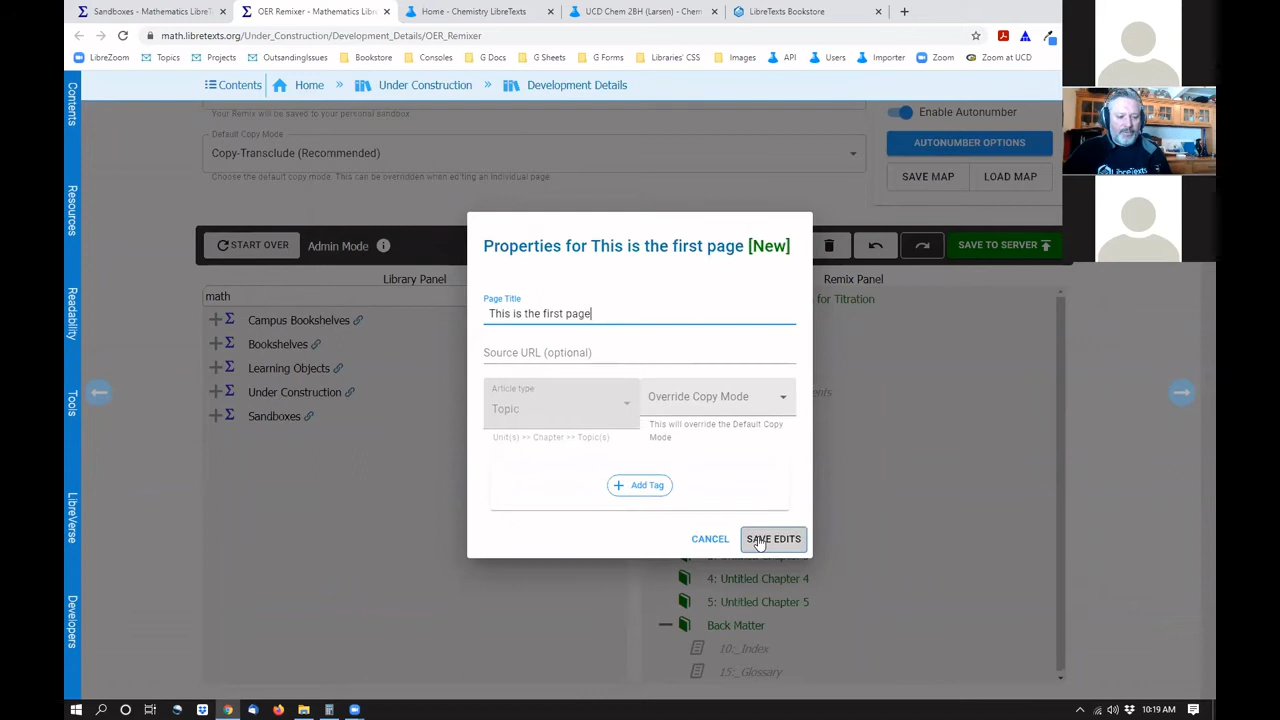 Sandboxes - Mathematics LibreT
OER Remixer - Mathematics Libre
Home - Chemistry LibreTexts
UCD Chem 2BH (Larsen) - Chem
LibreTexts Bookstore
math.libretexts.org/Under_Construction/Development_Details/OER_Remixer
LibreZoom
Topics
Projects
OutsandingIssues
Bookstore
Consoles
G Docs
G Sheets
G Forms
Libraries' CSS
Images
API
Users
Importer
Zoom
Zoom at UCD
Contents
Home
»
Under Construction
»
Development Details
Your Remix will be saved to your personal sandbox
Enable Autonumber
Default Copy Mode
Copy-Transclude (Recommended)
AUTONUMBER OPTIONS
Choose the default copy mode. This can be overridden when editing an individual page.
SAVE MAP
LOAD MAP
START OVER
Admin Mode
SAVE TO SERVER
Library Panel
Remix Panel
math
for Titration
Campus Bookshelves
Bookshelves
Learning Objects
Under Construction
Sandboxes
Properties for This is the first page [New]
Page Title
This is the first page
Source URL (optional)
Article type
Topic
Override Copy Mode
Unit(s) >> Chapter >> Topic(s)
This will override the Default Copy
Mode
+ Add Tag
CANCEL
SAVE EDITS
4: Untitled Chapter 4
5: Untitled Chapter 5
Back Matter
10:_Index
15:_Glossary
Contents
Resources
Readability
Tools
LibreVerse
Developers
LibreTexts
10:19 AM